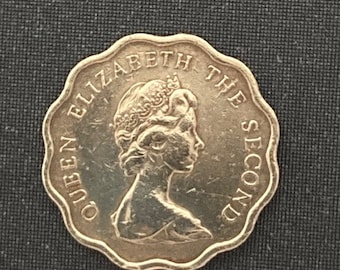 QUEEN ELIZABETH THE SECOND